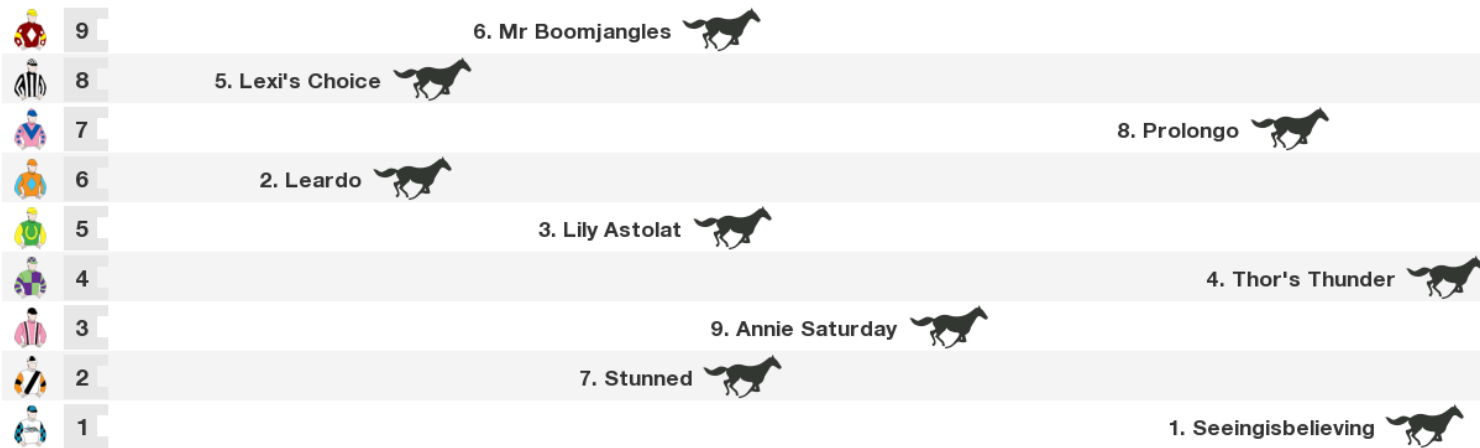 9 6. Mr Boomjangles
8 5. Lexi's Choice
7 8. Prolongo
6 2. Leardo
5 3. Lily Astolat
4 4. Thor's Thunder
3 9. Annie Saturday
2 7. Stunned
1 1. Seeingisbelieving